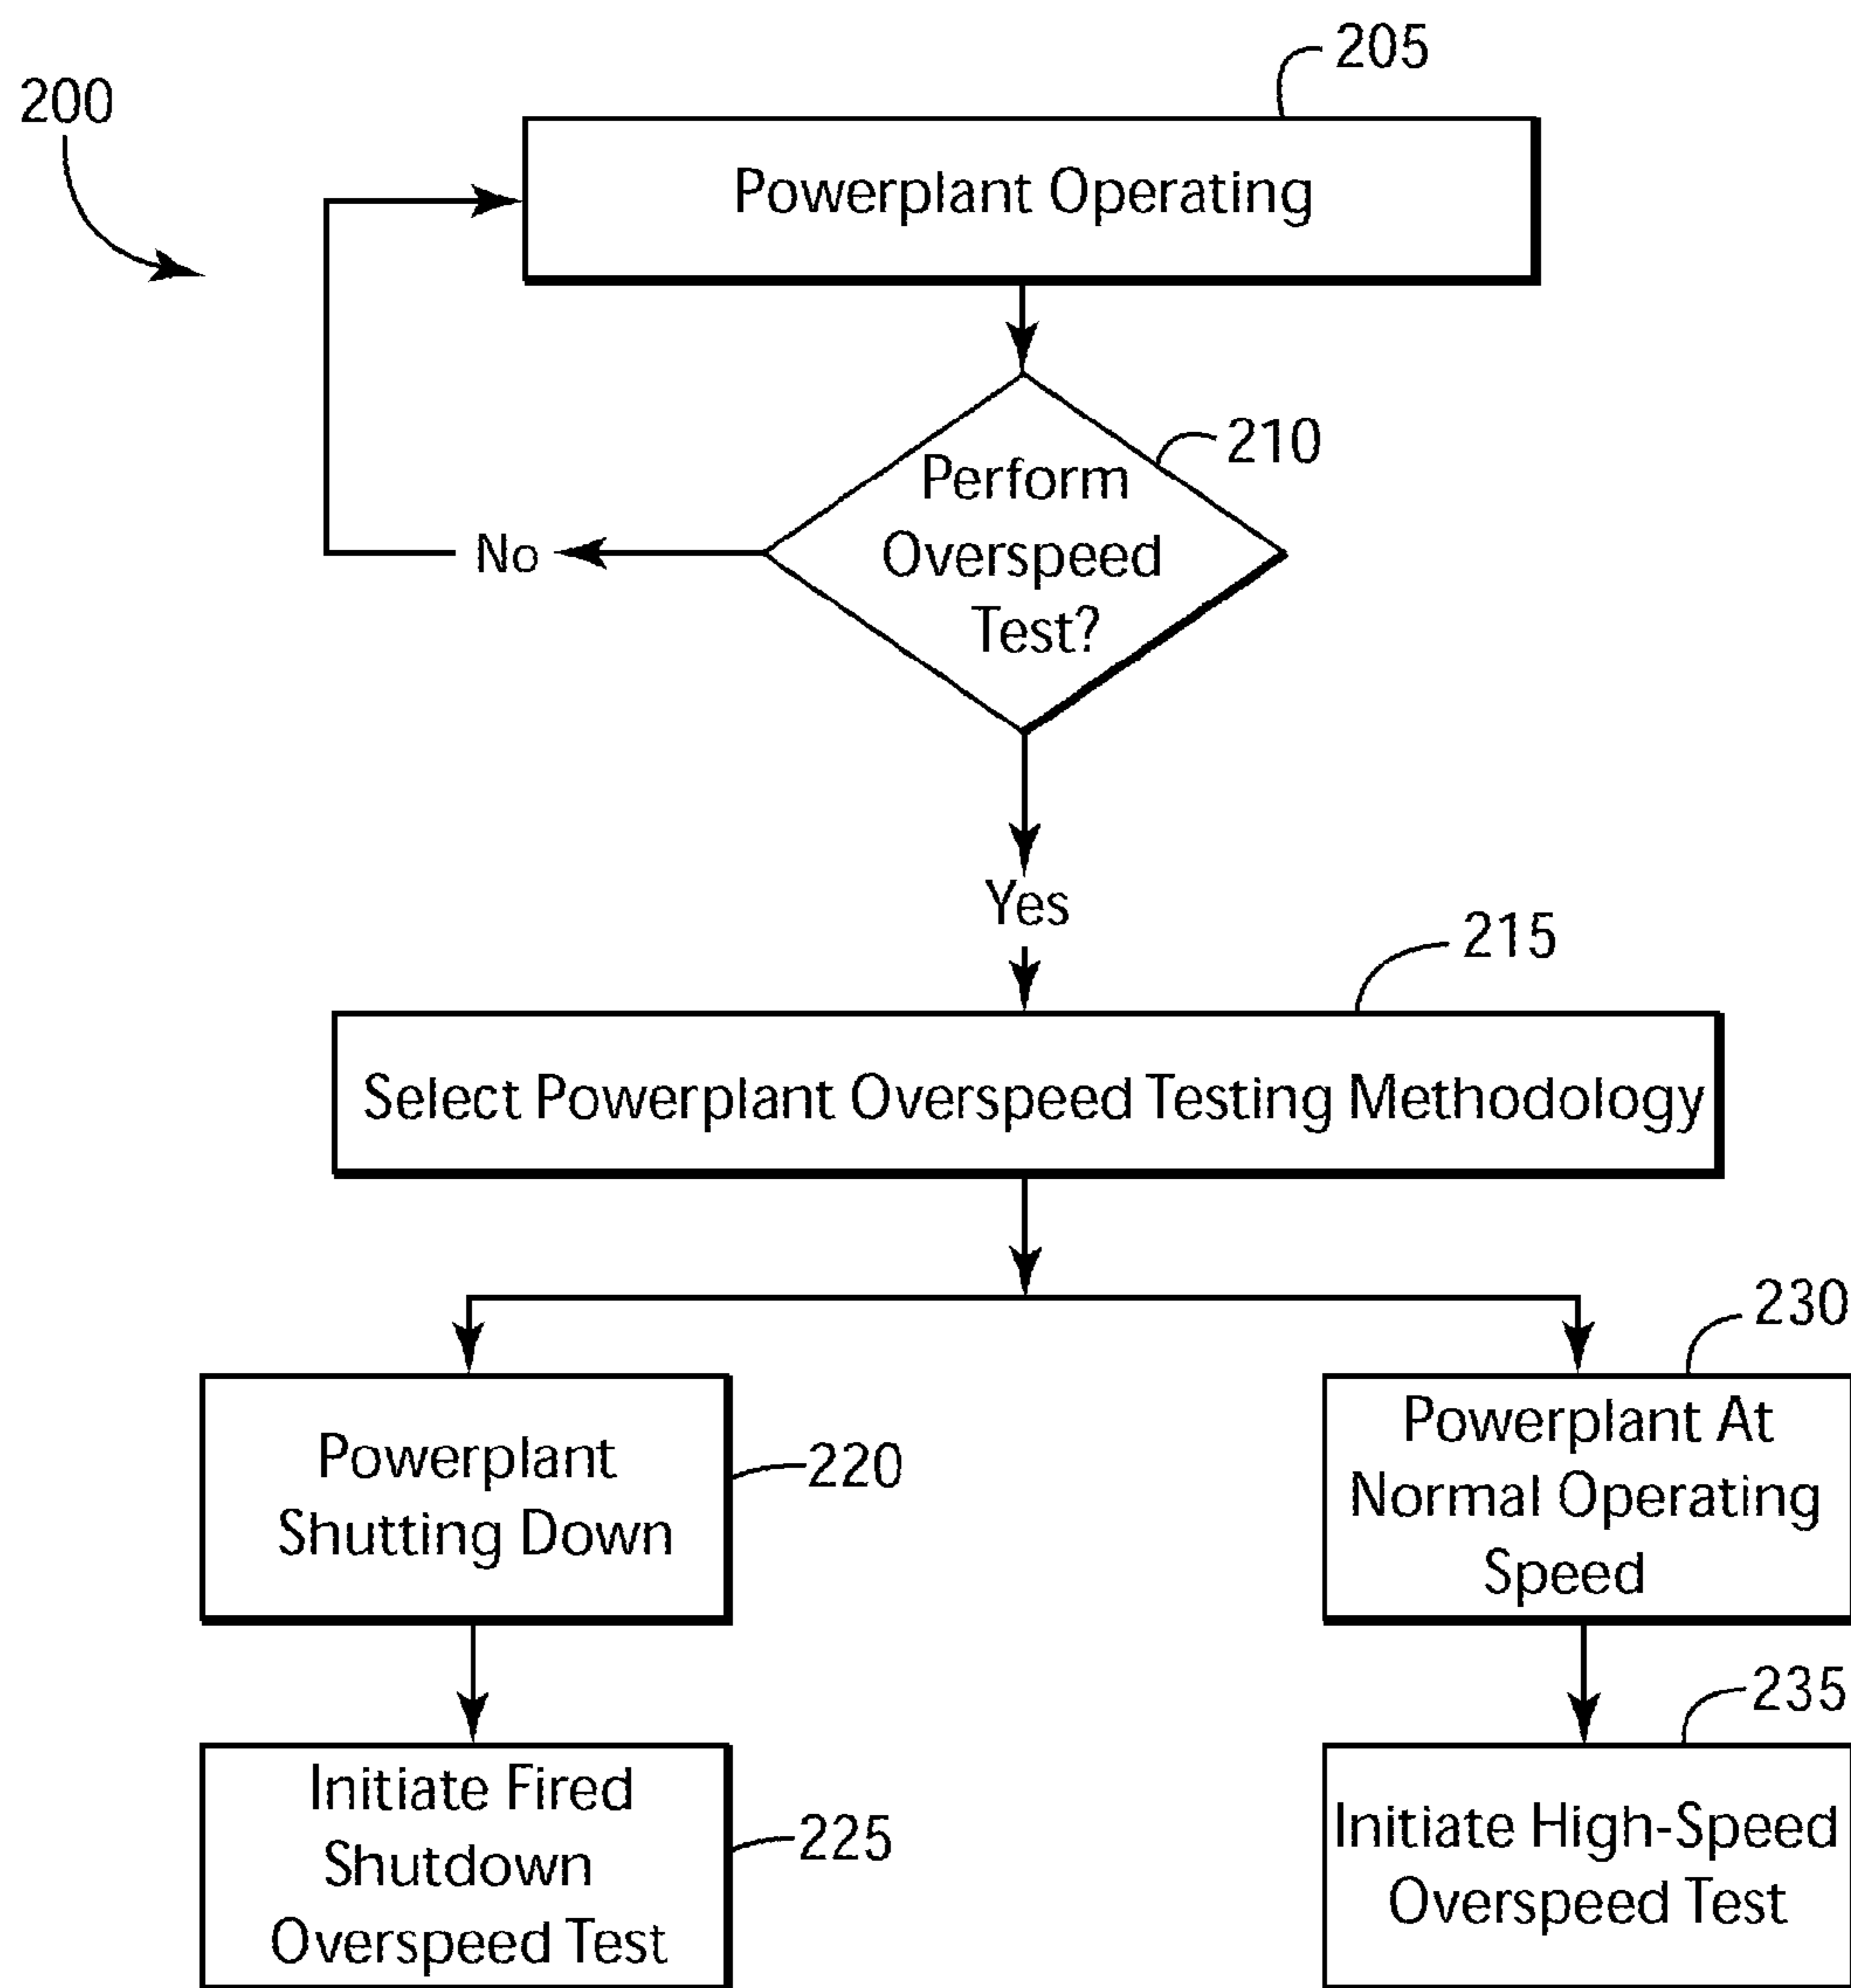 200
205
Powerplant Operating
210
Perform
Overspeed
Test?
No
Yes
215
Select Powerplant Overspeed Testing Methodology
Powerplant
Shutting Down
220
230
Powerplant At
Normal Operating
Speed
Initiate Fired
Shutdown
Overspeed Test
225
235
Initiate High-Speed
Overspeed Test